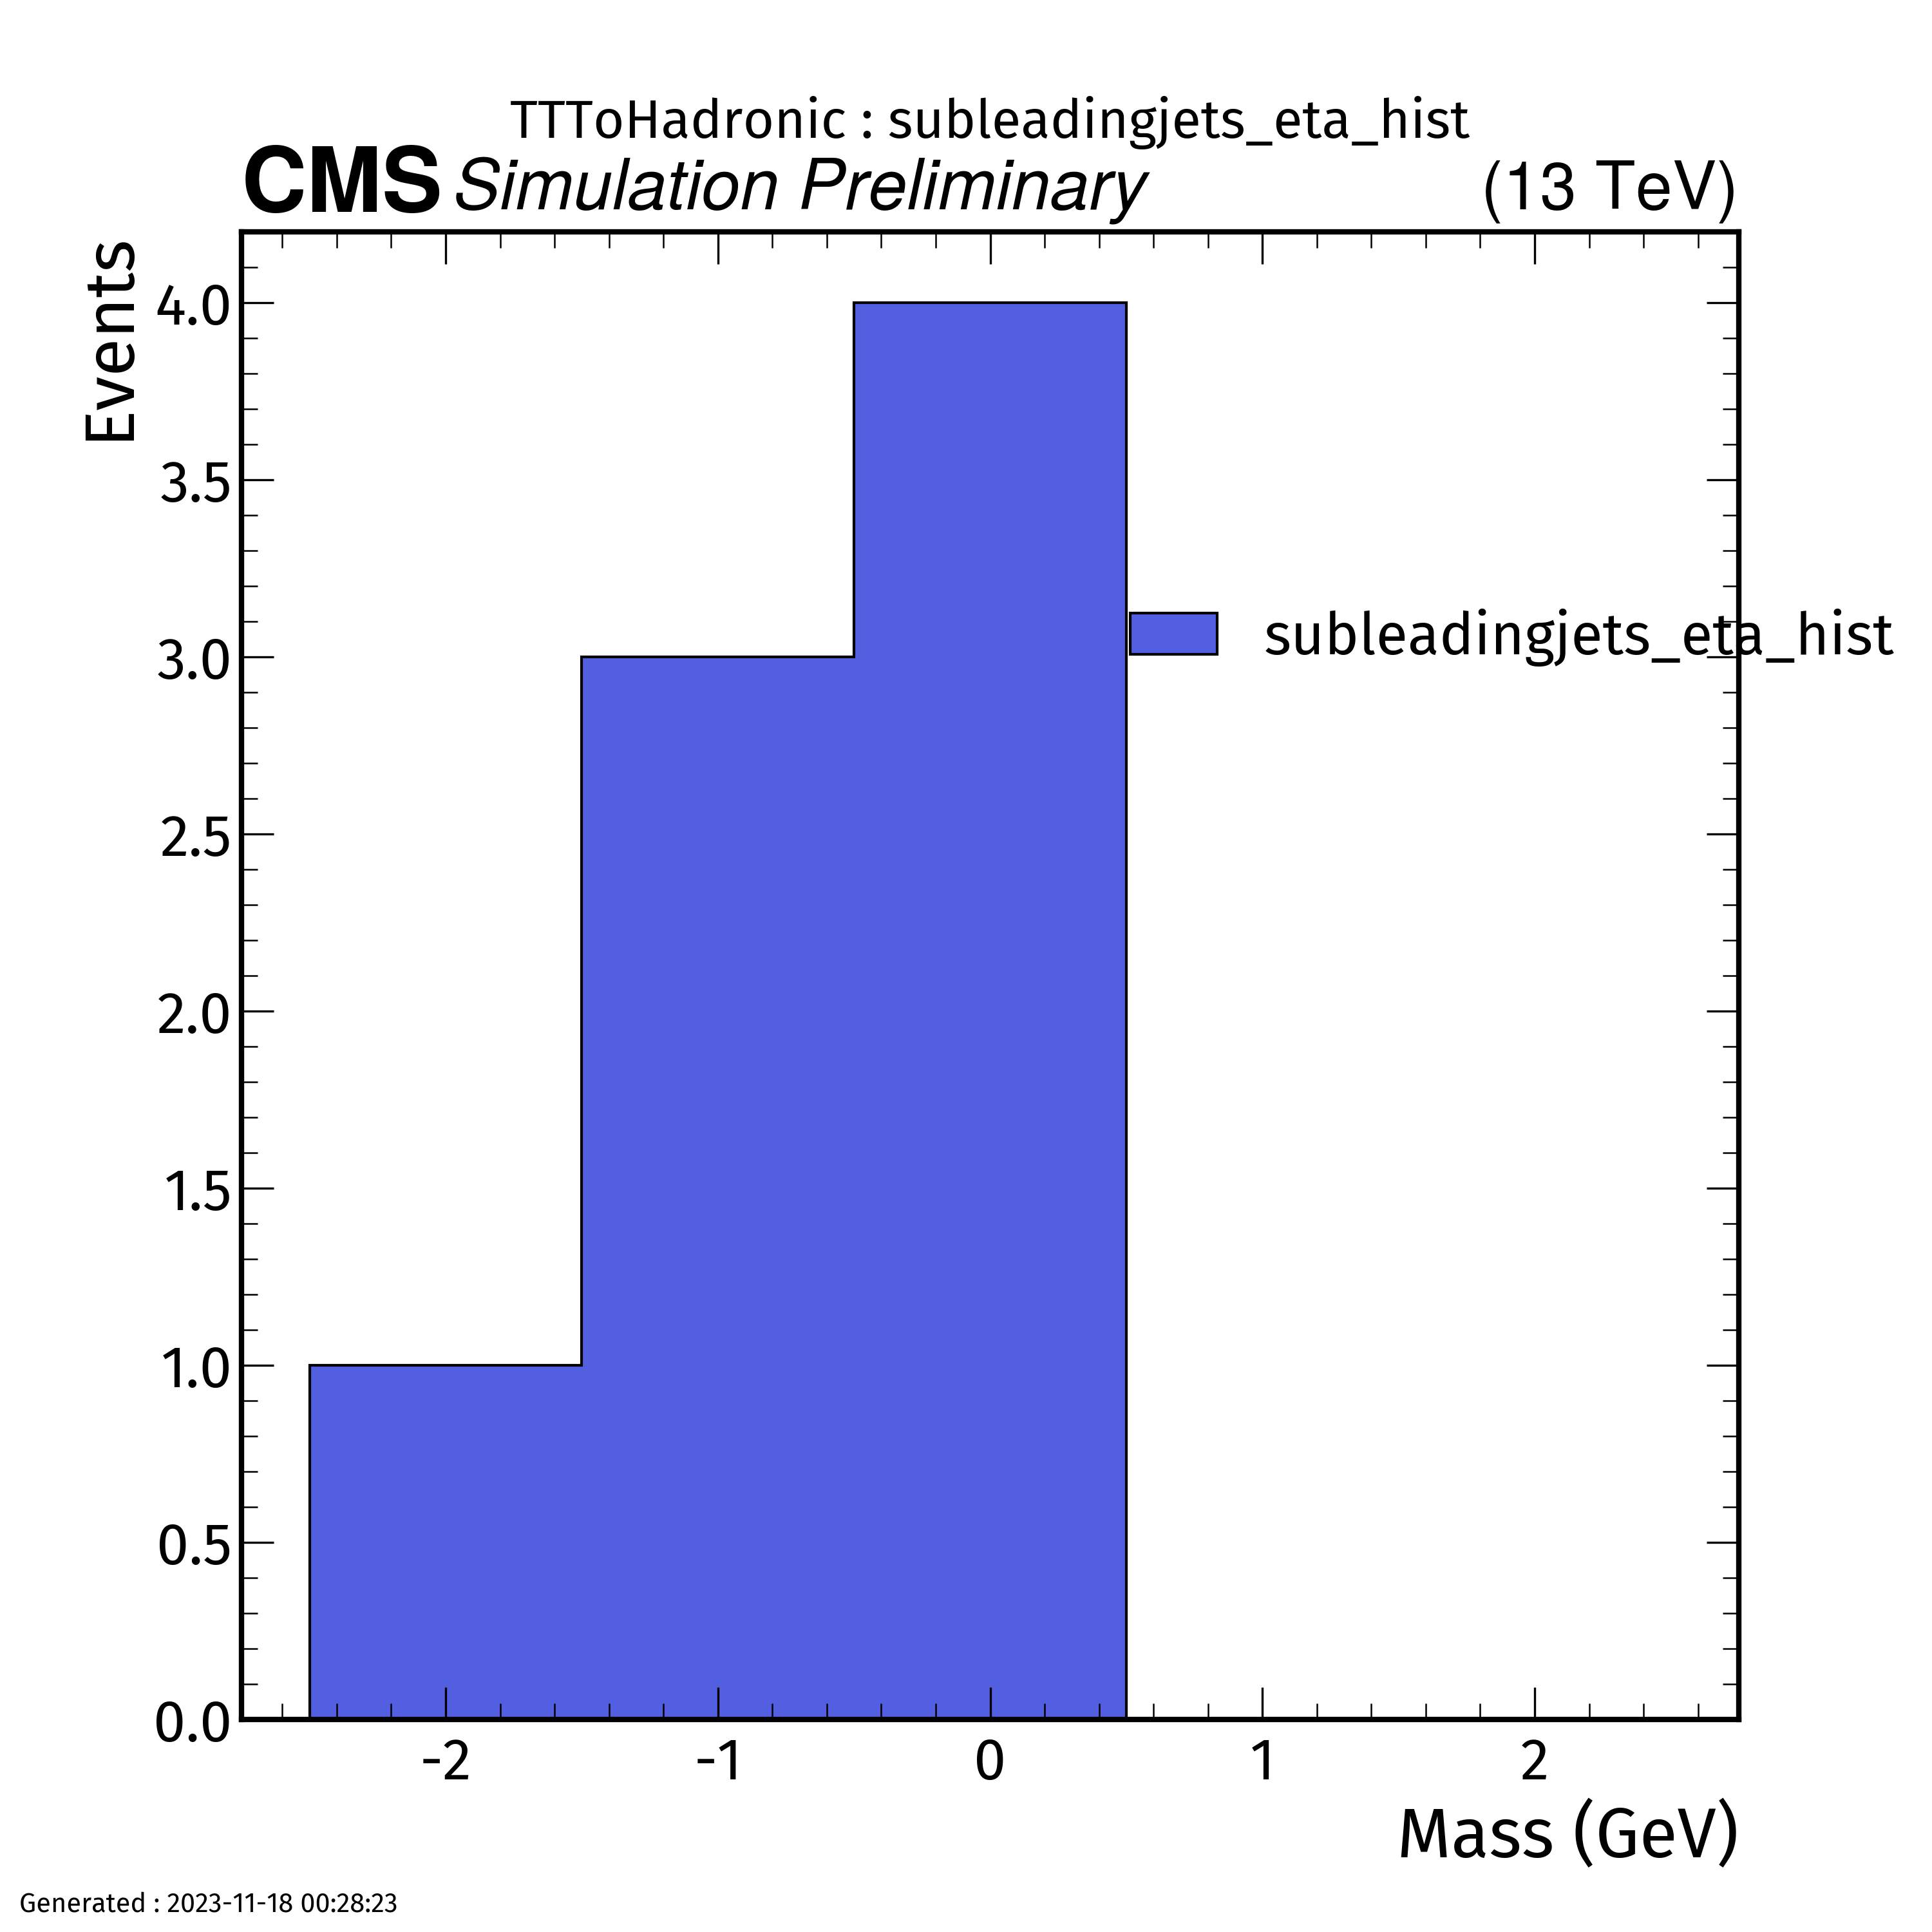 TTToHadronic : subleadingjets_eta_hist
CMS Simulation Preliminary (13 TeV)
Events
4.0
3.5
3.0
2.5
2.0
1.5
1.0
0.5
0.0
subleadingjets_eta_hist
-2 -1 0 1 2
Mass (GeV)
Generated : 2023-11-18 00:28:23